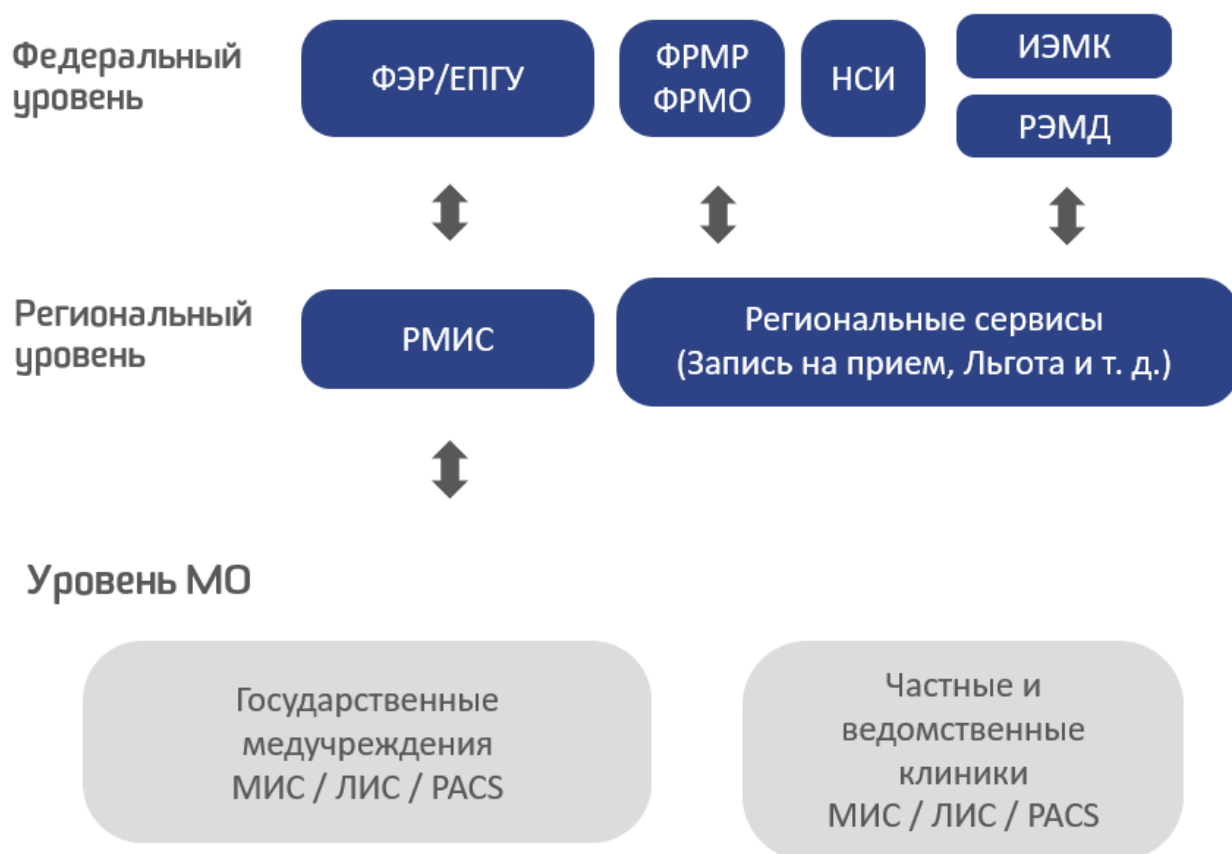 Федеральный
уровень
ФЭР/ЕПГУ
ФРМР
ФРМО
НСИ
ИЭМК
РЭМД
Региональный
уровень
РМИС
Региональные сервисы
(Запись на прием, Льгота и т. д.)
Уровень МО
Государственные
медучреждения
МИС / ЛИС / PACS
Частные и
ведомственные
клиники
МИС / ЛИС / PACS